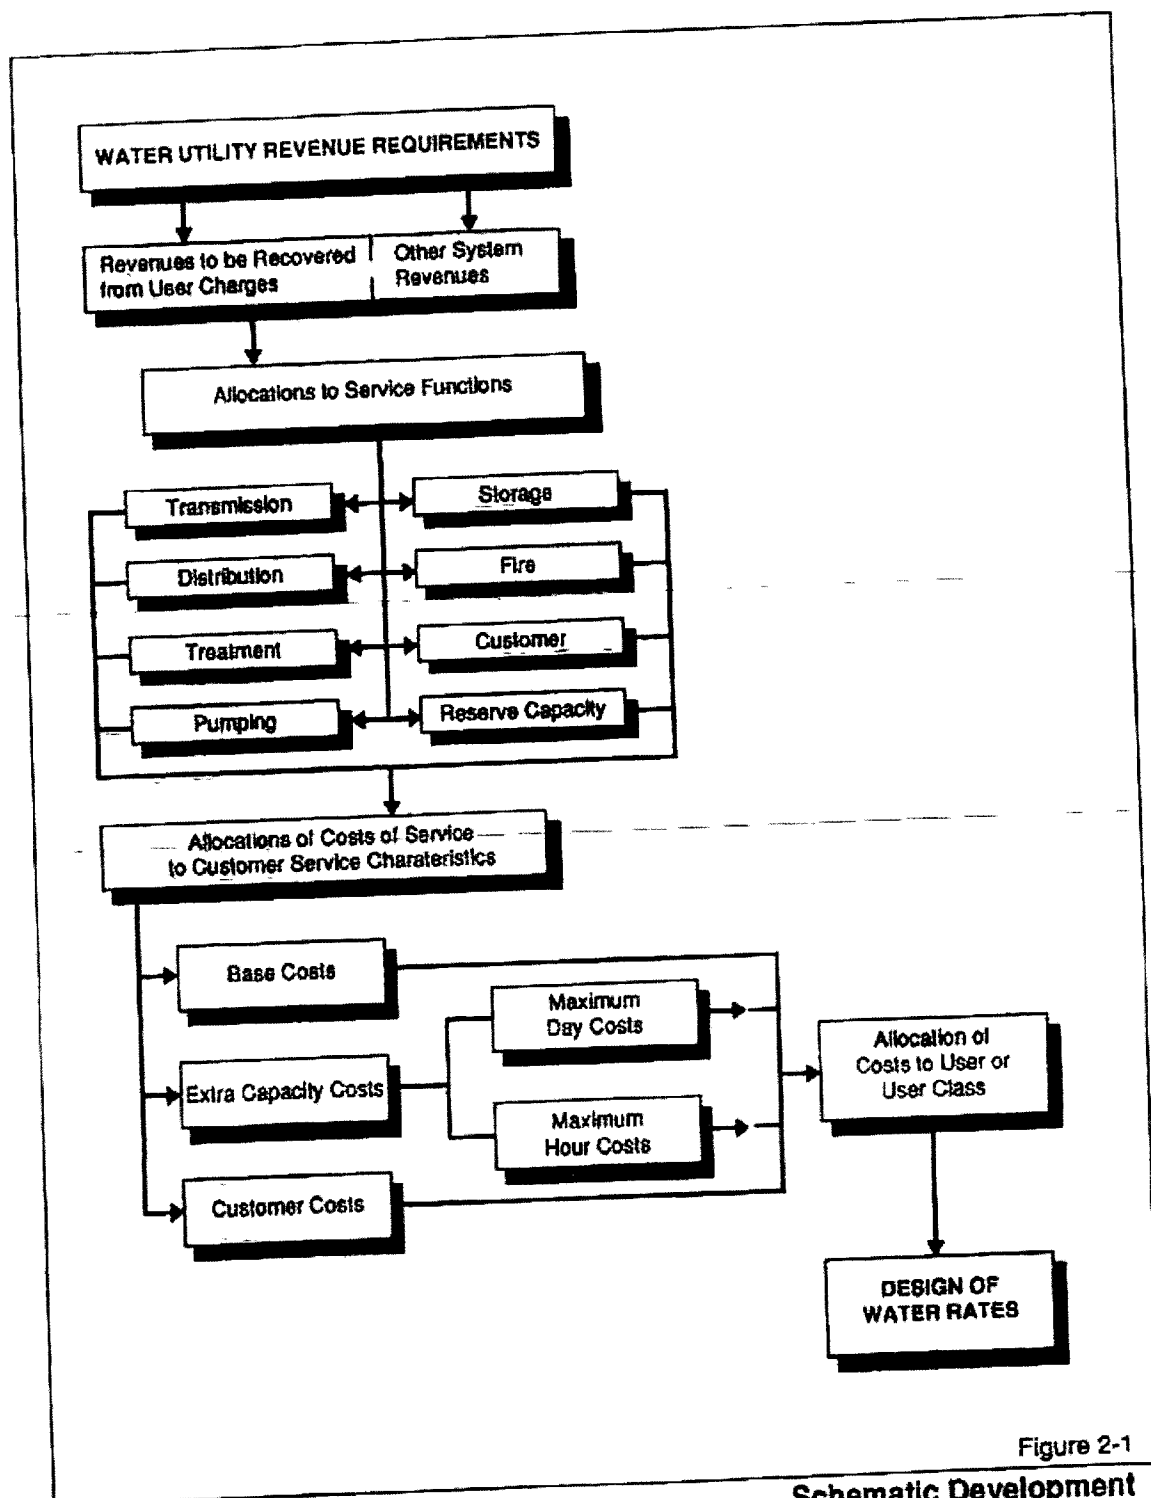 WATER UTILITY REVENUE REQUIREMENTS
Revenues to be Recovered
from User Charges
Other System
Revenues
Allocations to Service Functions
Transmission
Storage
Distribution
Fire
Treatment
Customer
Pumping
Reserve Capacity
Allocations of Costs of Service
to Customer Service Charateristics
Base Costs
Maximum
Day Costs
Extra Capacity Costs
Maximum
Hour Costs
Customer Costs
Allocation of
Costs to User or
User Class
DESIGN OF
WATER RATES
Figure 2-1
Schematic Development